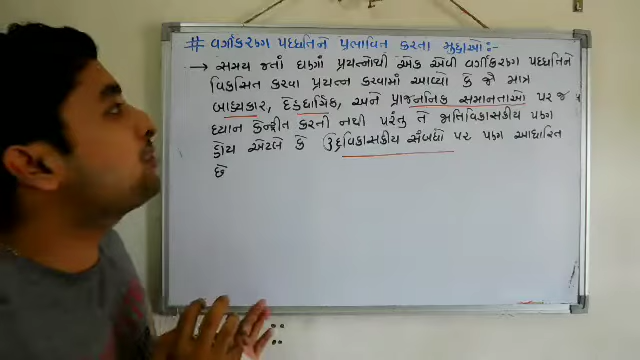 # વર્ગીકરણ પદ્ધતિને પ્રભાવિત કરતા મુદ્દાઓ:-
→ સમય જતાં ઘણાં પ્રયત્નોથી એક એવી વર્ગીકરણ પદ્ધતિને
વિકસિત કરવા પ્રયત્ન કરવામાં આવ્યો કે જે માત્ર
બાહ્યકાર, દેહધાર્મિક, અને પ્રાજનનિક સમાનતાઓ પર જ
ધ્યાન કેન્દ્રીત કરતી નથી પરંતુ તે જાતિવિકાસકીય પણ
હોય એટલે કે ઉદ્દવિકાસકીય સંબંધો પર પણ આધારિત
છે